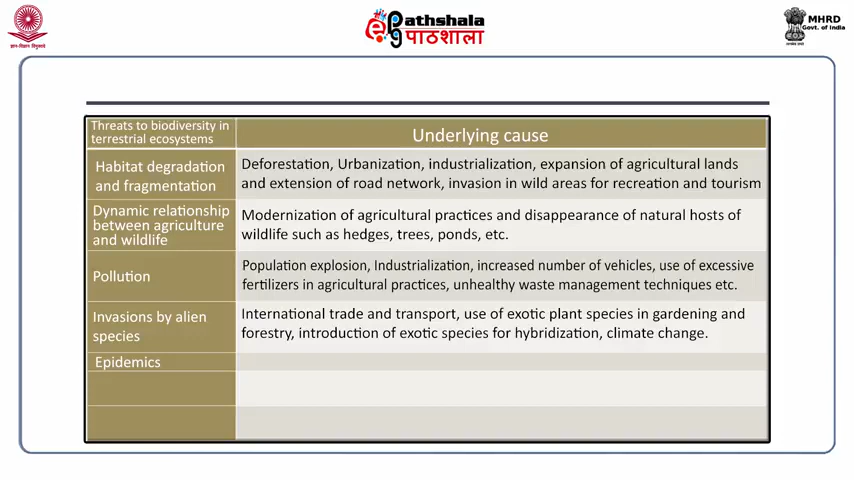 ज्ञान-विज्ञान विमुक्तये
ePG Pathshala
पाठशाला
MHRD
Govt. of India
Threats to biodiversity in
terrestrial ecosystems
Underlying cause
Habitat degradation
and fragmentation
Deforestation, Urbanization, industrialization, expansion of agricultural lands
and extension of road network, invasion in wild areas for recreation and tourism
Dynamic relationship
between agriculture
and wildlife
Modernization of agricultural practices and disappearance of natural hosts of
wildlife such as hedges, trees, ponds, etc.
Pollution
Population explosion, Industrialization, increased number of vehicles, use of excessive
fertilizers in agricultural practices, unhealthy waste management techniques etc.
Invasions by alien
species
International trade and transport, use of exotic plant species in gardening and
forestry, introduction of exotic species for hybridization, climate change.
Epidemics